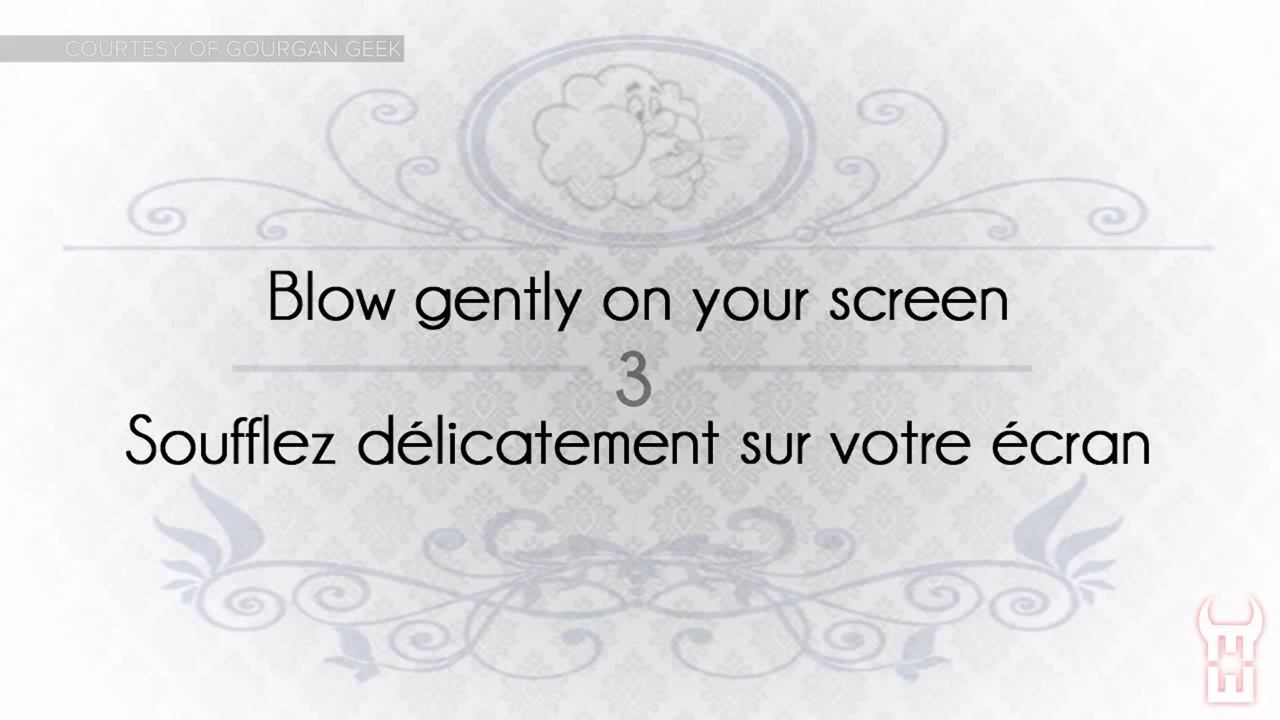 COURTESY OF GOURGAN GEEK
Blow gently on your screen
3
Soufflez délicatement sur votre écran